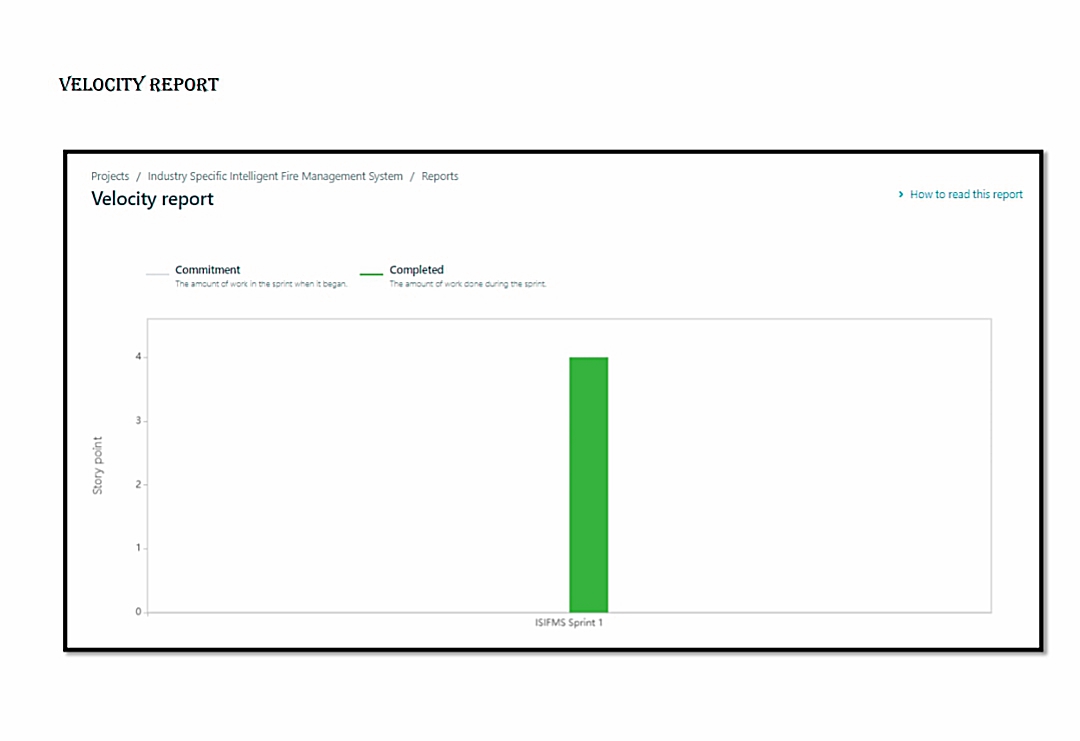 VELOCITY REPORT
Projects / Industry Specific Intelligent Fire Management System / Reports
Velocity report
How to read this report
Commitment
The amount of work in the sprint when it began.
Completed
The amount of work done during the sprint.
4
3
2
1
0
Story point
ISIFMS Sprint 1